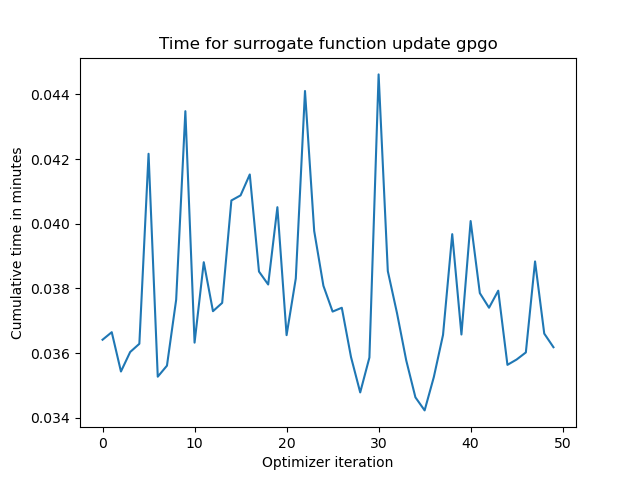 Time for surrogate function update gpgo
0.044
0.042
0.040
0.038
0.036
0.034
Cumulative time in minutes
0 10 20 30 40 50
Optimizer iteration